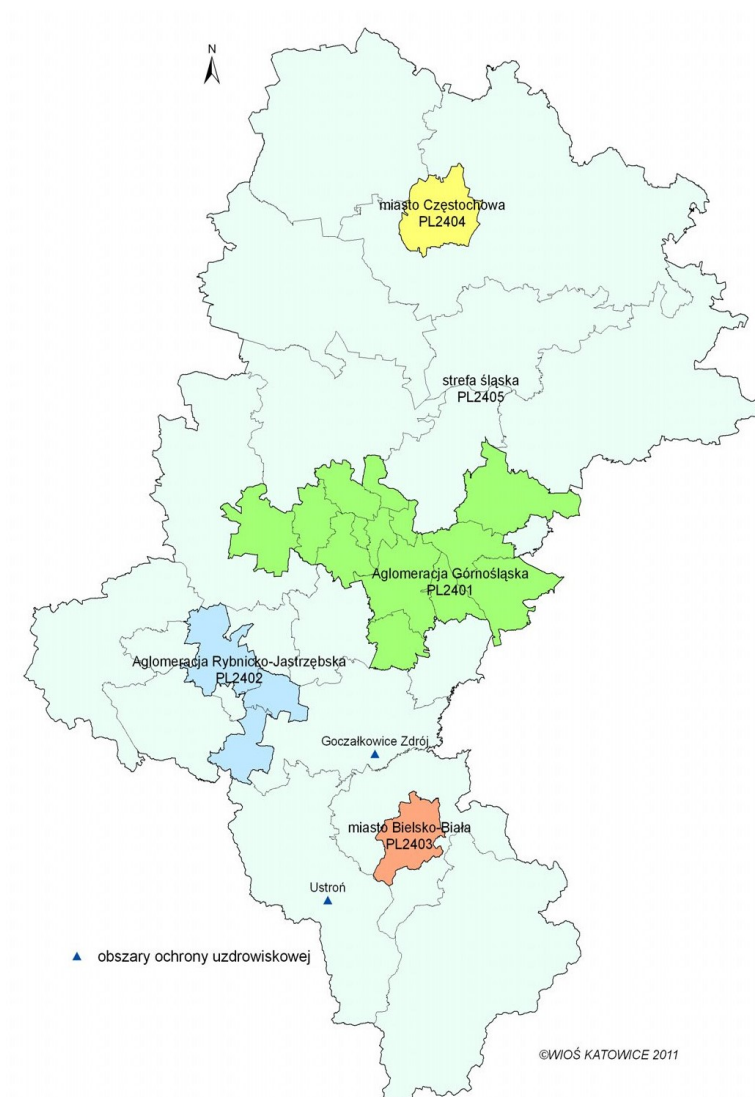 N
miasto Częstochowa
PL2404
strefa śląska
PL2405
Aglomeracja Górnośląska
PL2401
Aglomeracja Rybnicko-Jastrzębska
PL2402
Goczałkowice Zdrój
miasto Bielsko-Biała
PL2403
Ustroń
obszary ochrony uzdrowiskowej
©WIOŚ KATOWICE 2011